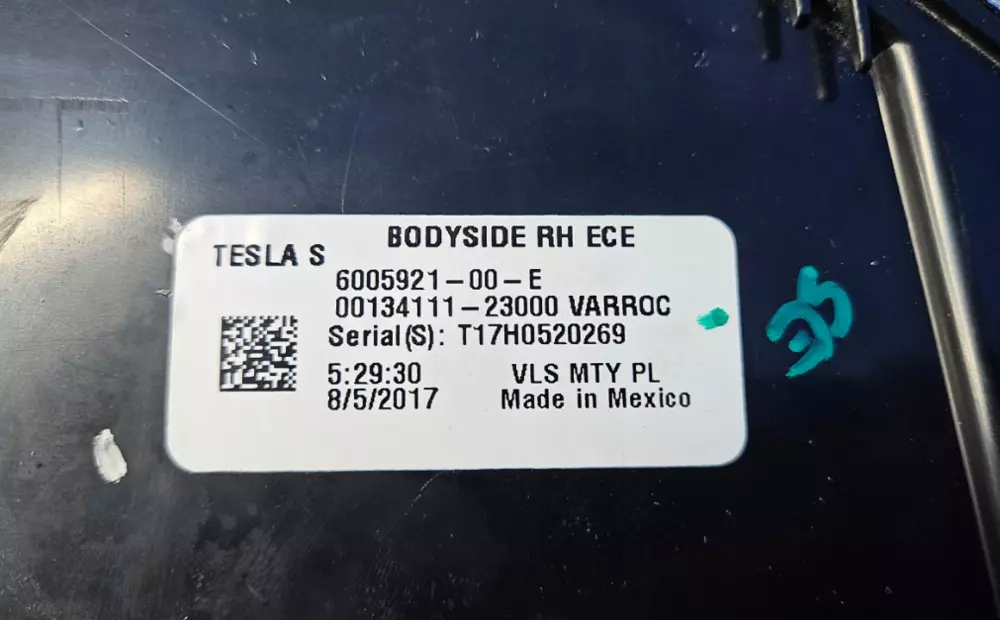 BODYSIDE RH ECE
TESLA S
6005921-00-E
00134111-23000 VARROC
Serial(S): T17H0520269
5:29:30 VLS MTY PL
8/5/2017 Made in Mexico